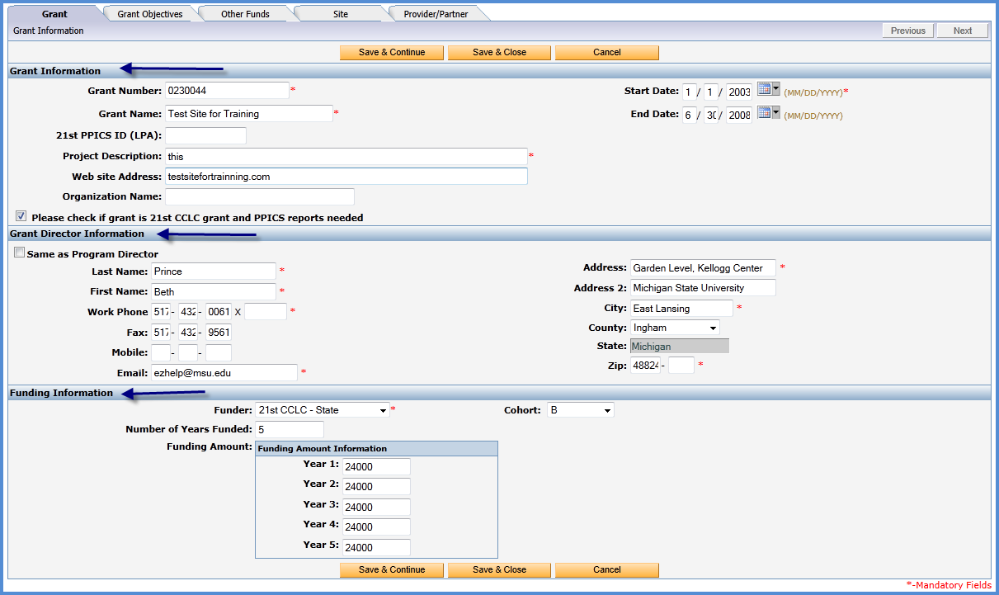 Grant Grant Objectives Other Funds Site Provider/Partner
Grant Information Previous Next
Save & Continue Save & Close Cancel
Grant Information
Grant Number: 0230044 * Start Date: 1 / 1 / 2003 (MM/DD/YYYY)*
Grant Name: Test Site for Training * End Date: 6 / 30 / 2008 (MM/DD/YYYY)
21st PPICS ID (LPA):
Project Description: this *
Web site Address: testsitefortrainning.com
Organization Name:
Please check if grant is 21st CCLC grant and PPICS reports needed
Grant Director Information
Same as Program Director
Last Name: Prince * Address: Garden Level, Kellogg Center *
First Name: Beth * Address 2: Michigan State University
Work Phone 517 - 432 - 0061 X * City: East Lansing *
Fax: 517 - 432 - 9561 County: Ingham
Mobile: - - State: Michigan
Email: ezhelp@msu.edu * Zip: 48824 - *
Funding Information
Funder: 21st CCLC - State * Cohort: B
Number of Years Funded: 5
Funding Amount: Funding Amount Information
Year 1: 24000
Year 2: 24000
Year 3: 24000
Year 4: 24000
Year 5: 24000
Save & Continue Save & Close Cancel
*-Mandatory Fields